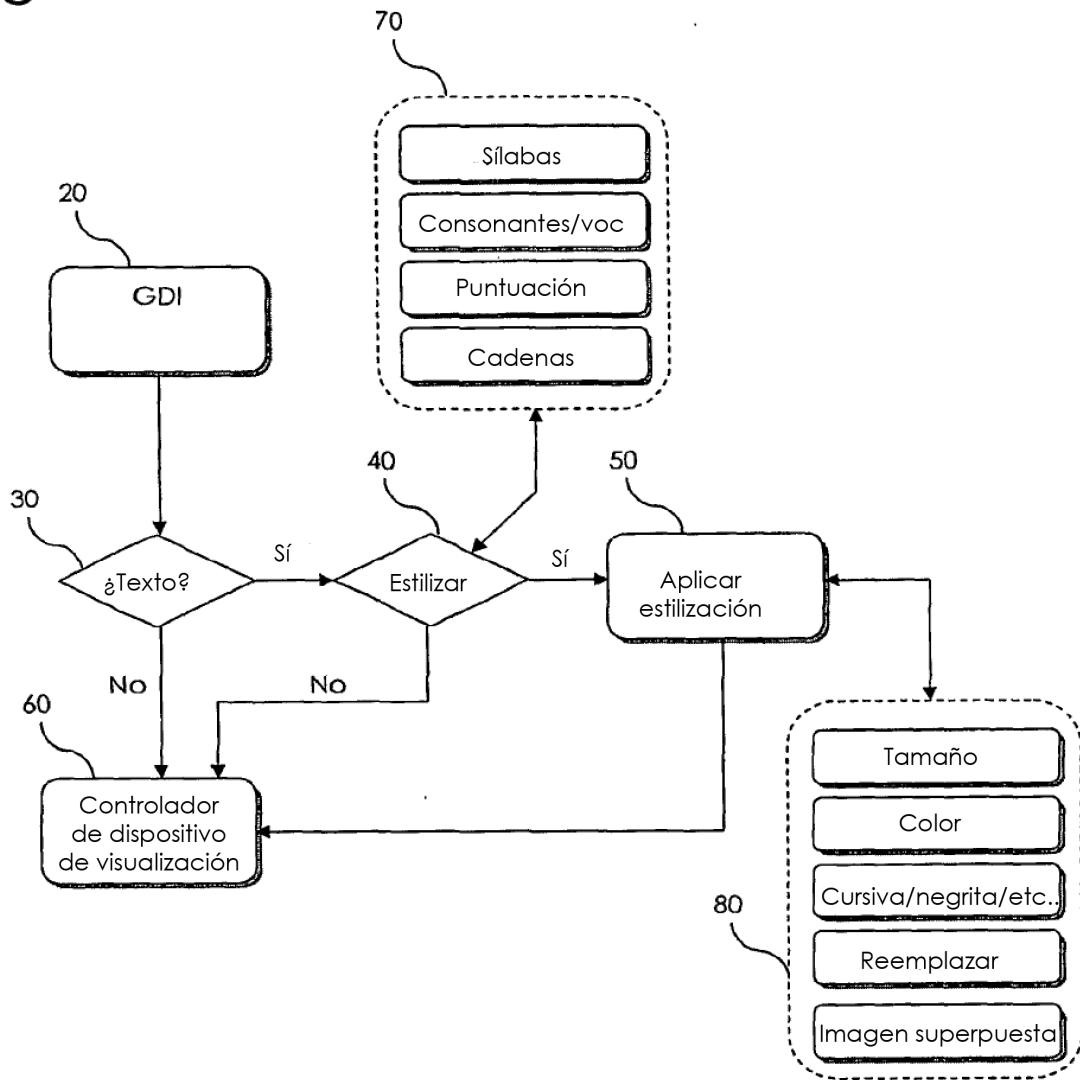 70
Sílabas
Consonantes/voc
Puntuación
Cadenas
20
GDI
30
¿Texto?
Sí
40
Estilizar
Sí
50
Aplicar
estilización
No
No
60
Controlador
de dispositivo
de visualización
80
Tamaño
Color
Cursiva/negrita/etc..
Reemplazar
Imagen superpuesta